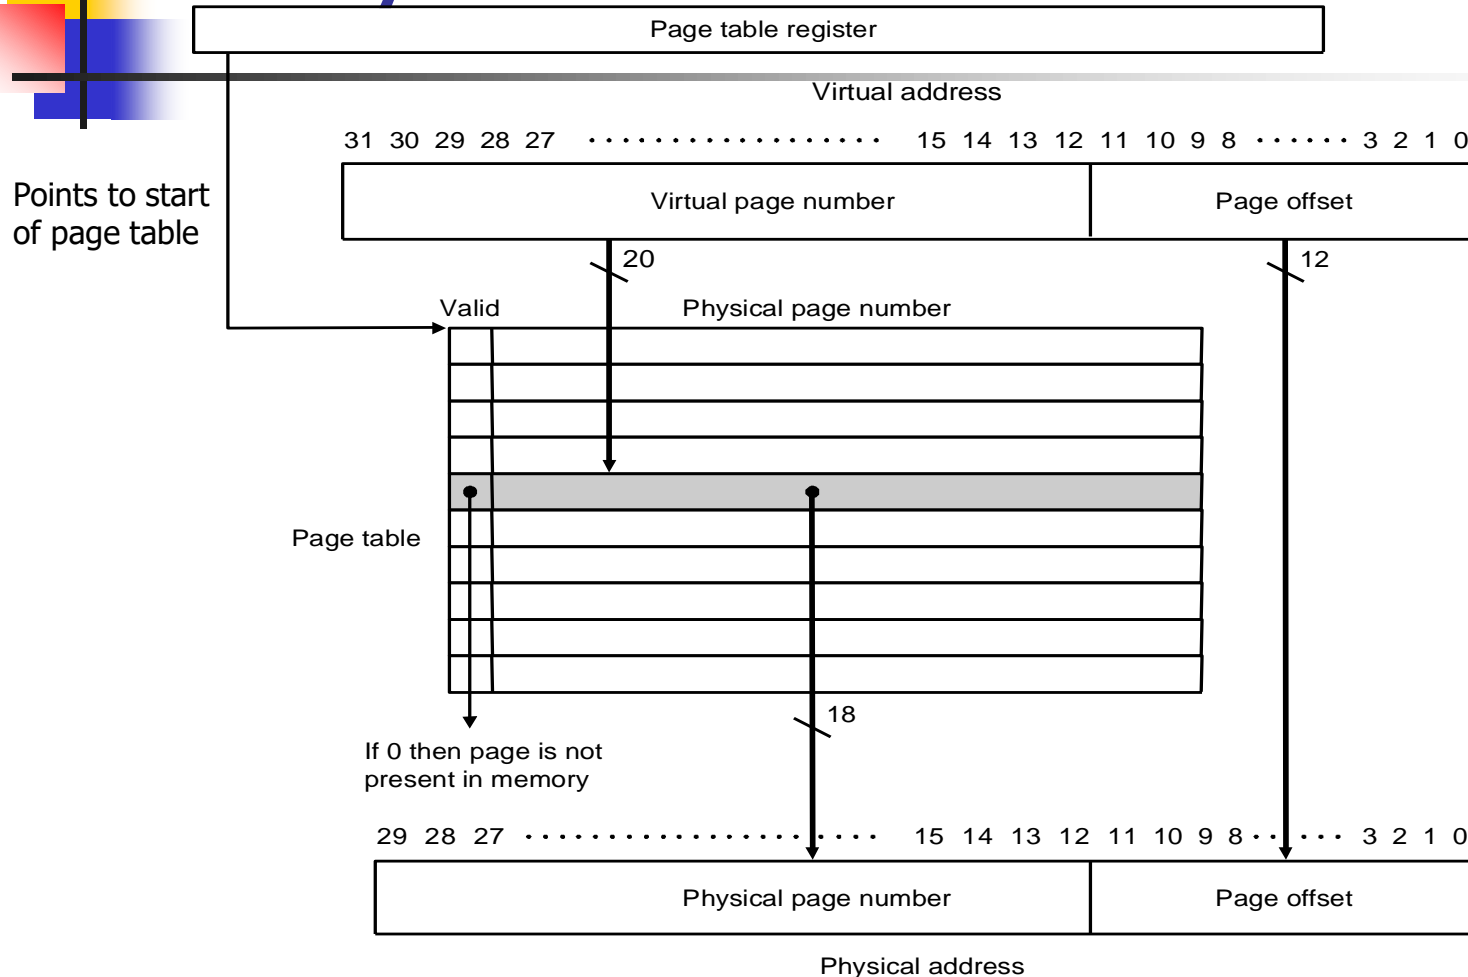 Page table register
Virtual address
31 30 29 28 27 ·················· 15 14 13 12 11 10 9 8 ······ 3 2 1 0
Points to start
of page table
Virtual page number Page offset
20 12
Valid Physical page number
Page table
18
If 0 then page is not
present in memory
29 28 27 ····················· 15 14 13 12 11 10 9 8 ······ 3 2 1 0
Physical page number Page offset
Physical address